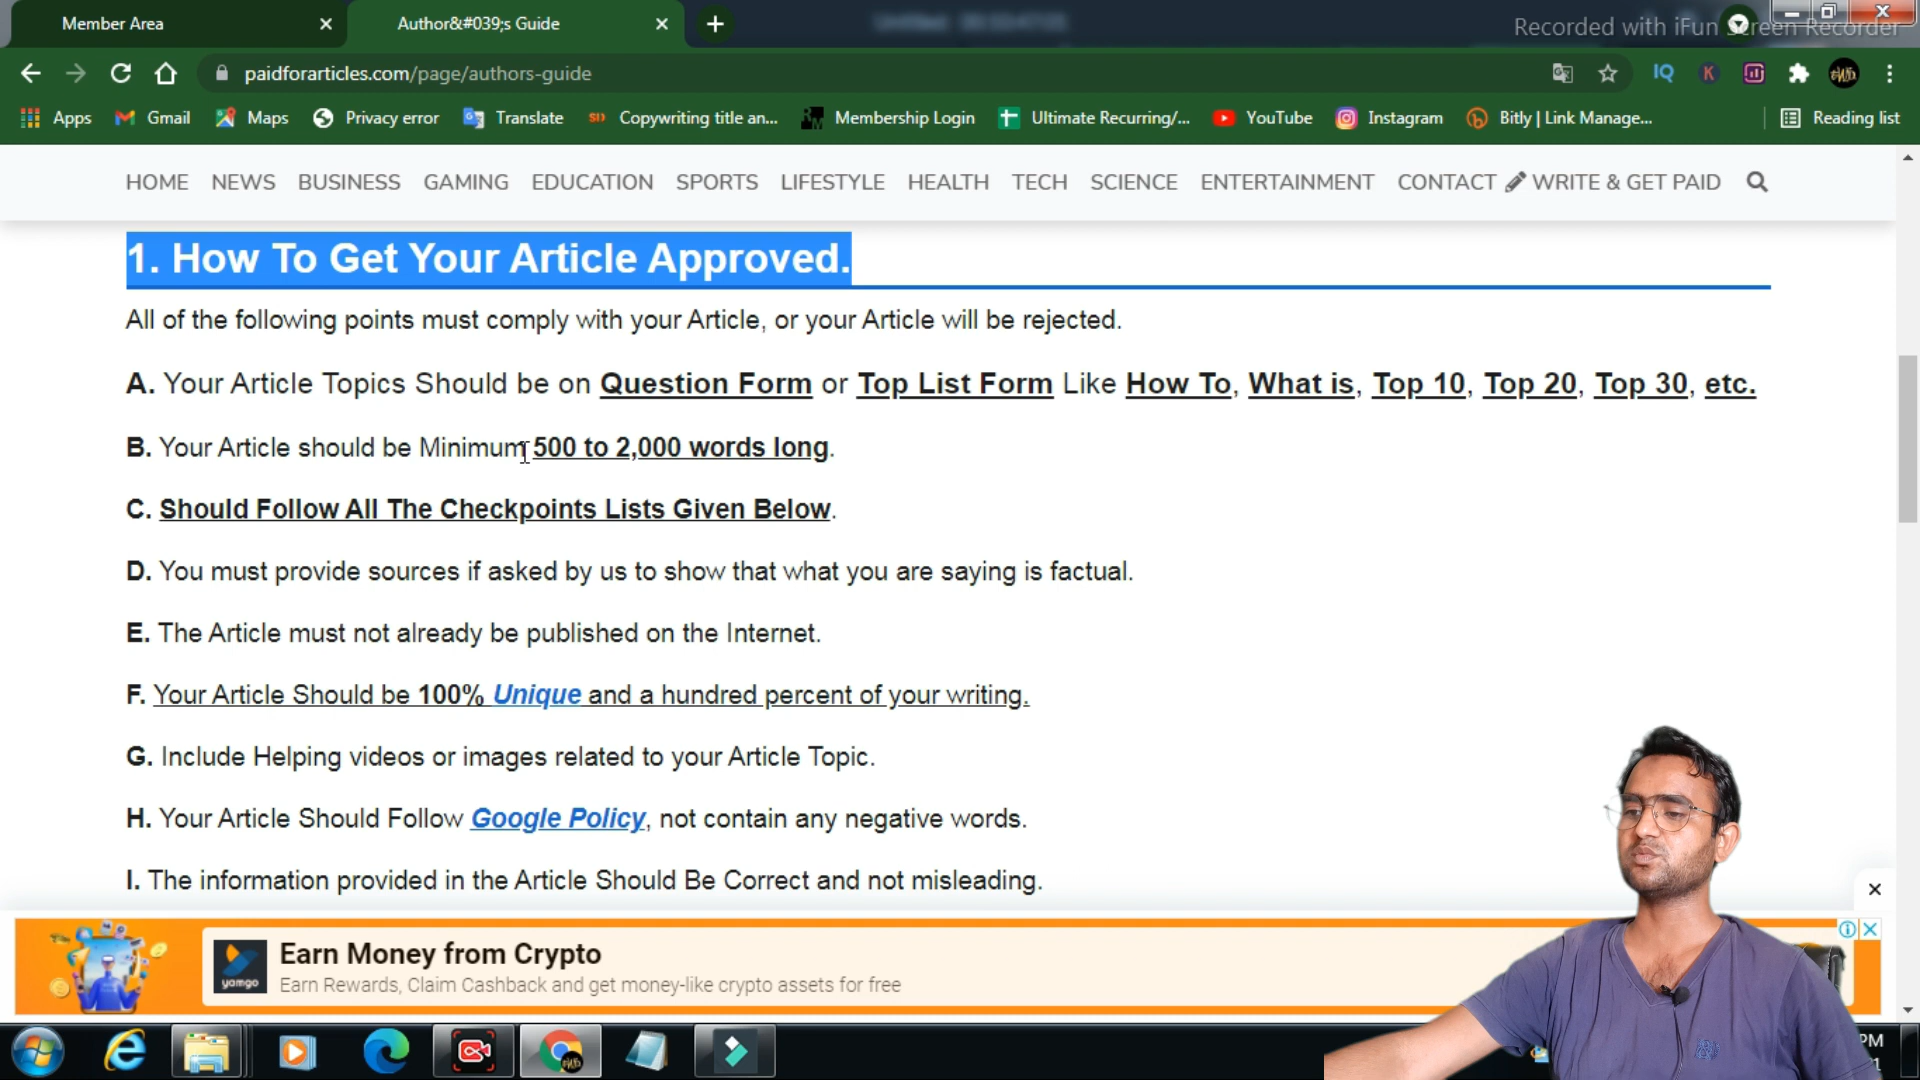 Member Area
Author&#039;s Guide
Recorded with iFun Screen Recorder
paidforarticles.com/page/authors-guide
Apps
Gmail
Maps
Privacy error
Translate
Copywriting title an...
Membership Login
Ultimate Recurring/...
YouTube
Instagram
Bitly | Link Manage...
Reading list
HOME NEWS BUSINESS GAMING EDUCATION SPORTS LIFESTYLE HEALTH TECH SCIENCE ENTERTAINMENT CONTACT WRITE & GET PAID
1. How To Get Your Article Approved.
All of the following points must comply with your Article, or your Article will be rejected.
A. Your Article Topics Should be on Question Form or Top List Form Like How To, What is, Top 10, Top 20, Top 30, etc.
B. Your Article should be Minimum 500 to 2,000 words long.
C. Should Follow All The Checkpoints Lists Given Below.
D. You must provide sources if asked by us to show that what you are saying is factual.
E. The Article must not already be published on the Internet.
F. Your Article Should be 100% Unique and a hundred percent of your writing.
G. Include Helping videos or images related to your Article Topic.
H. Your Article Should Follow Google Policy, not contain any negative words.
I. The information provided in the Article Should Be Correct and not misleading.
yamgo
Earn Money from Crypto
Earn Rewards, Claim Cashback and get money-like crypto assets for free
PM